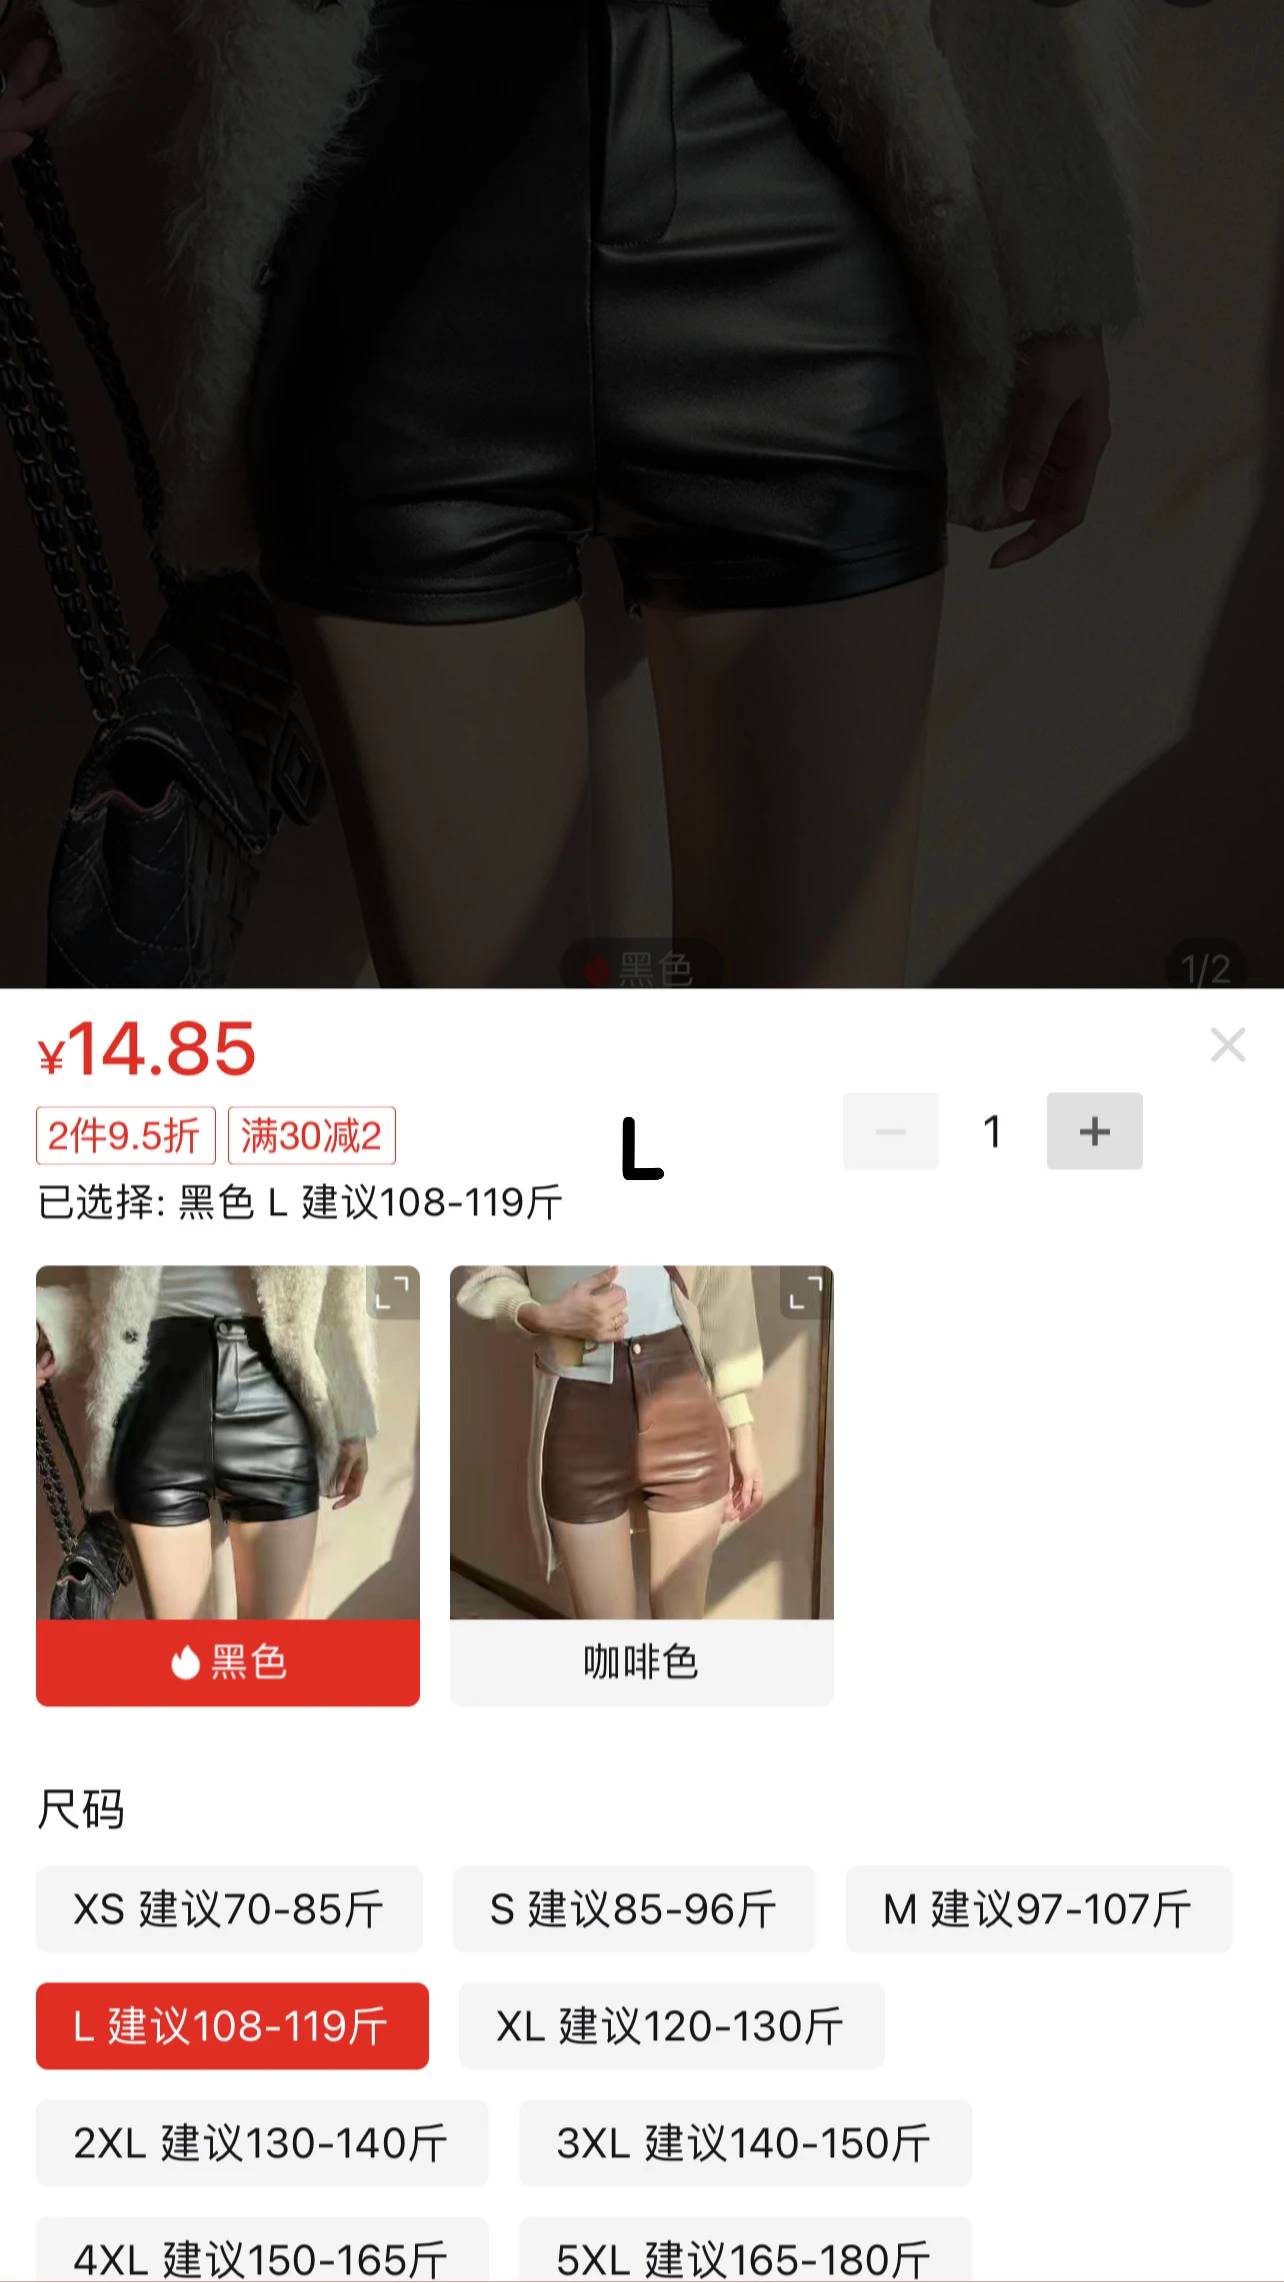 黑色
1/2
¥14.85
2件9.5折 满30减2
L
1
已选择: 黑色 L 建议108-119斤
黑色
咖啡色
尺码
XS 建议70-85斤
S 建议85-96斤
M 建议97-107斤
L 建议108-119斤
XL 建议120-130斤
2XL 建议130-140斤
3XL 建议140-150斤
4XL 建议150-165斤
5XL 建议165-180斤